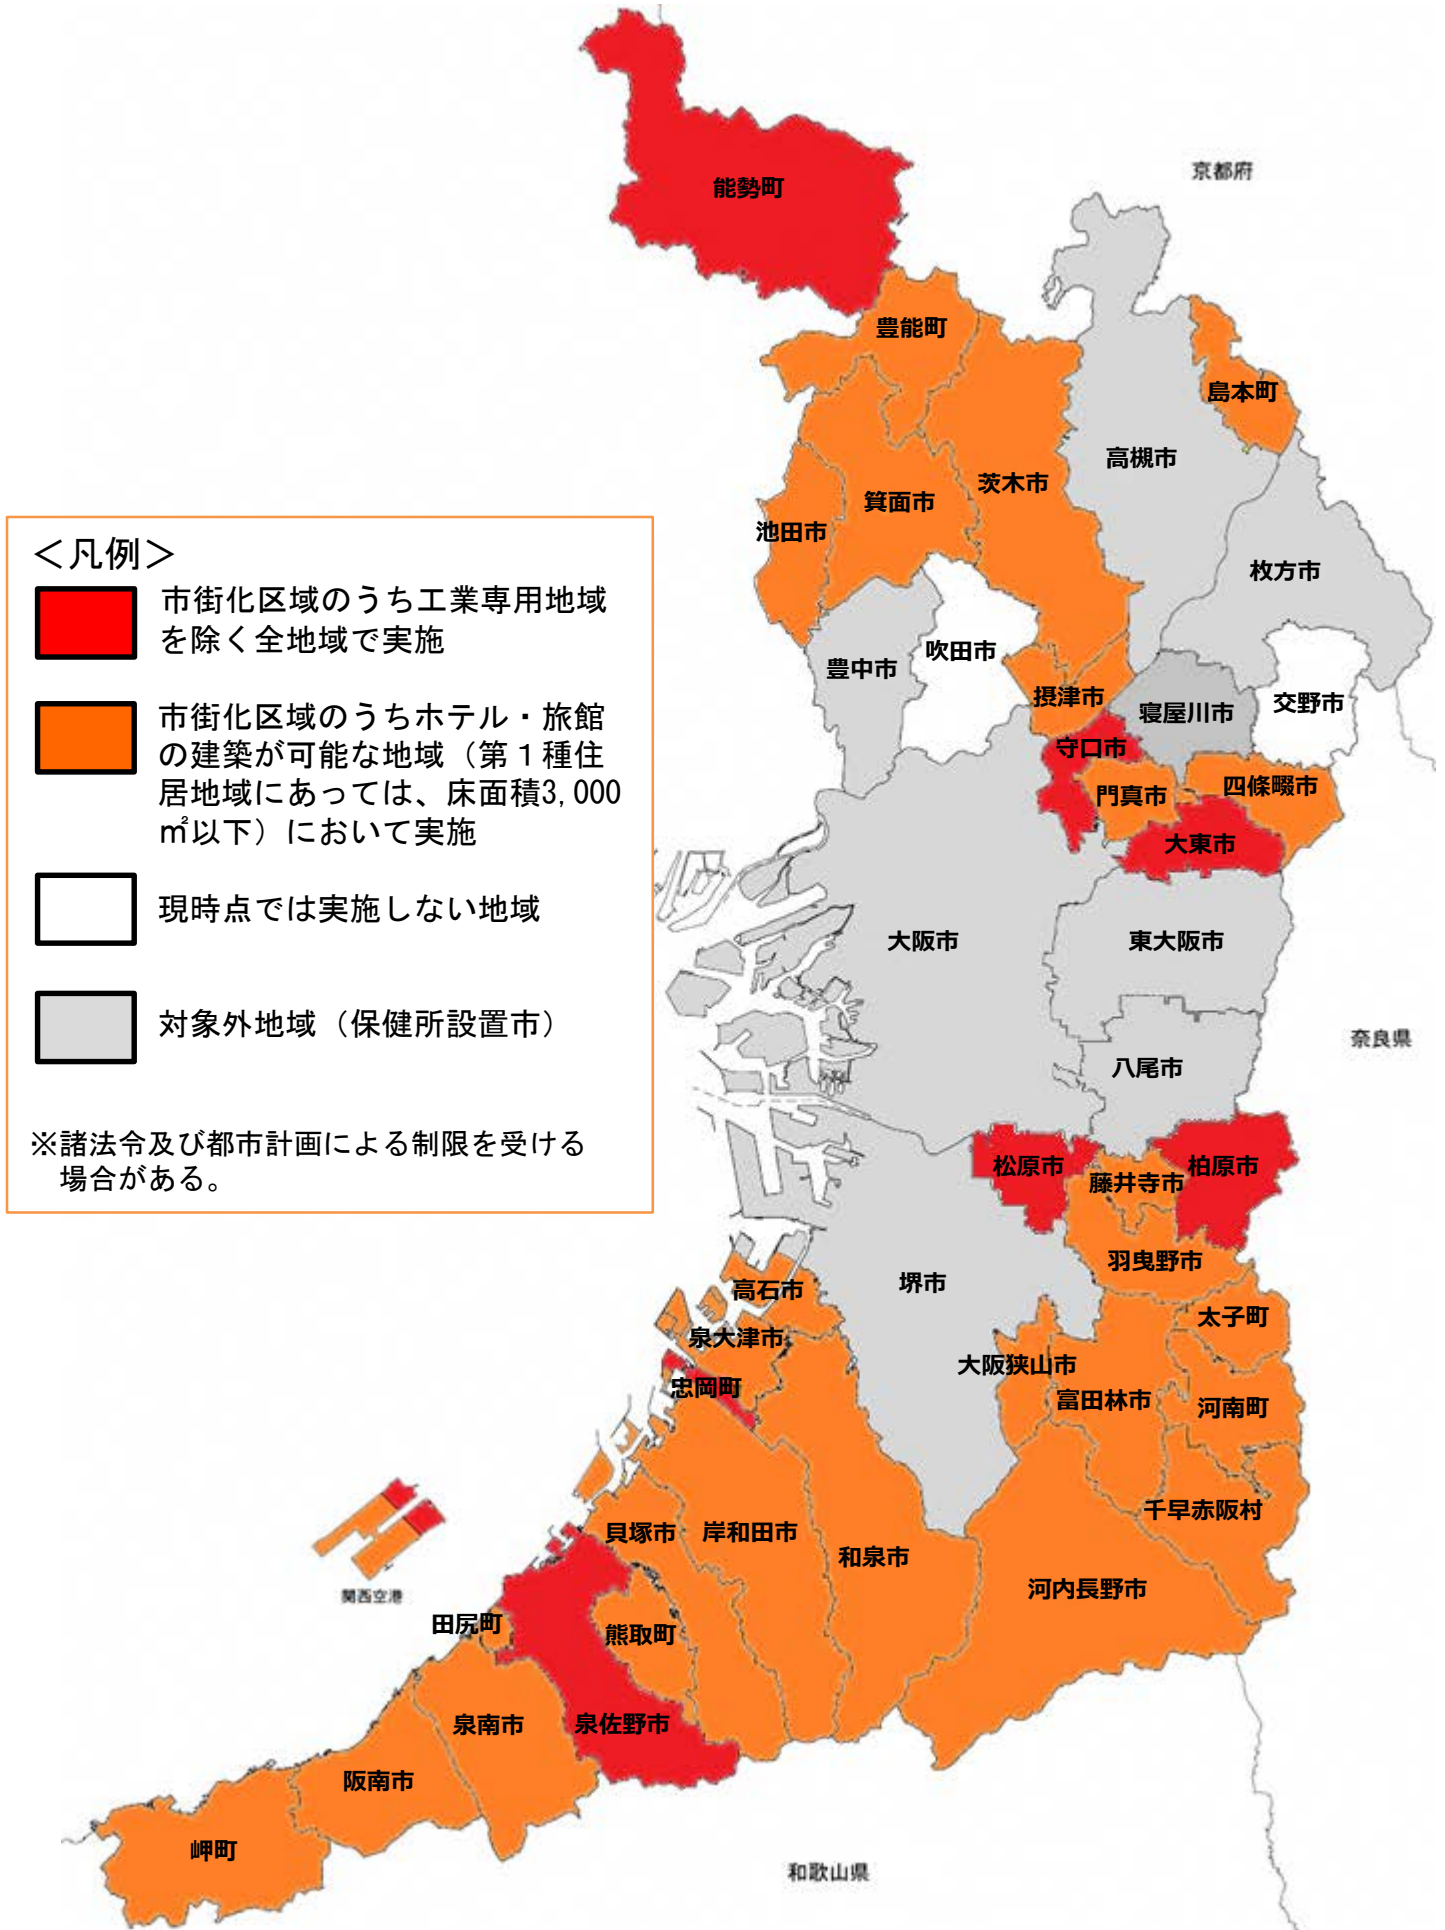 京都府
能勢町
豊能町
島本町
高槻市
茨木市
箕面市
池田市
枚方市
吹田市
豊中市
摂津市
寝屋川市
交野市
守口市
門真市
四條畷市
大東市
大阪市
東大阪市
奈良県
八尾市
松原市
藤井寺市
柏原市
羽曳野市
堺市
高石市
太子町
泉大津市
大阪狭山市
忠岡町
富田林市
河南町
千早赤阪村
貝塚市
岸和田市
和泉市
河内長野市
関西空港
田尻町
熊取町
泉南市
泉佐野市
阪南市
岬町
和歌山県
＜凡例＞
市街化区域のうち工業専用地域
を除く全地域で実施
市街化区域のうちホテル・旅館
の建築が可能な地域（第１種住
居地域にあっては、床面積3,000
㎡以下）において実施
現時点では実施しない地域
対象外地域（保健所設置市）
※諸法令及び都市計画による制限を受ける
場合がある。